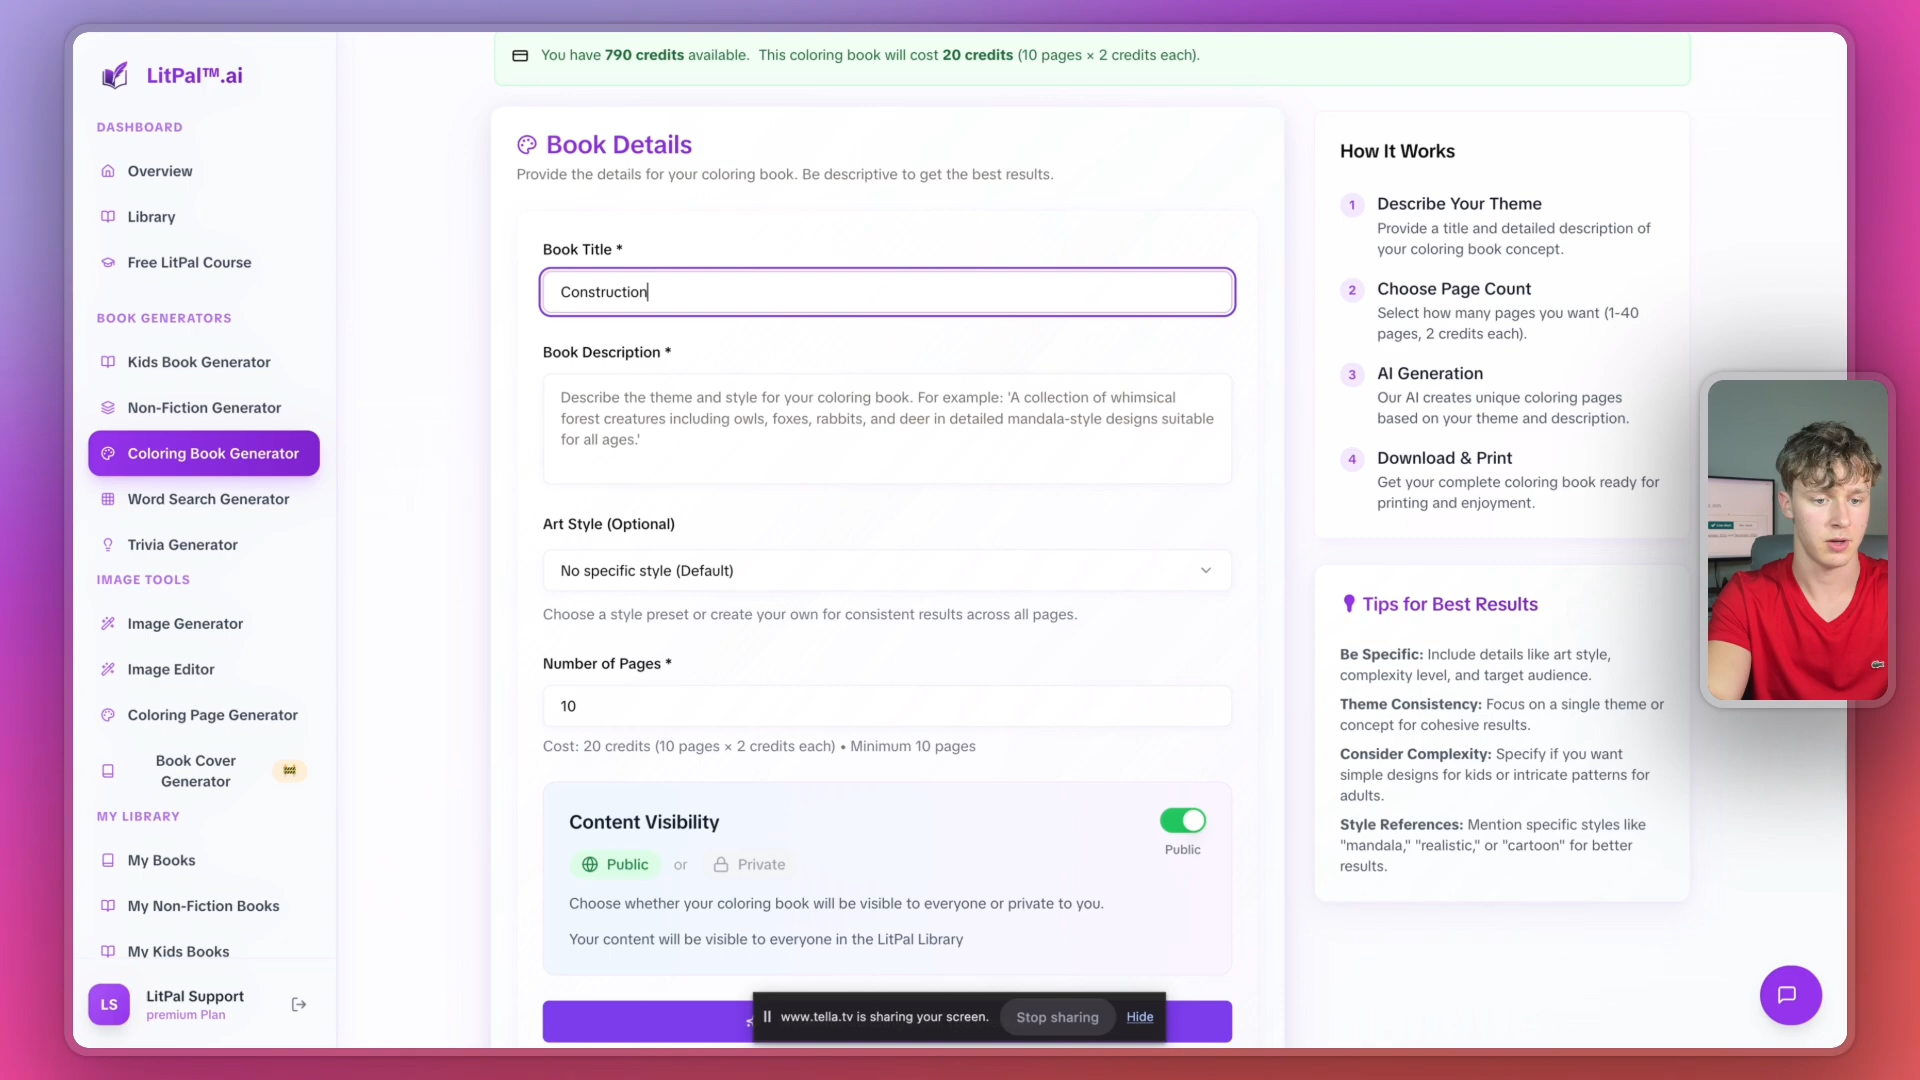 LitPal™.ai
DASHBOARD
Overview
Library
Free LitPal Course
BOOK GENERATORS
Kids Book Generator
Non-Fiction Generator
Coloring Book Generator
Word Search Generator
Trivia Generator
IMAGE TOOLS
Image Generator
Image Editor
Coloring Page Generator
Book Cover
Generator
MY LIBRARY
My Books
My Non-Fiction Books
My Kids Books
LS
LitPal Support
premium Plan
You have 790 credits available. This coloring book will cost 20 credits (10 pages × 2 credits each).
Book Details
Provide the details for your coloring book. Be descriptive to get the best results.
Book Title *
Construction
Book Description *
Describe the theme and style for your coloring book. For example: 'A collection of whimsical
forest creatures including owls, foxes, rabbits, and deer in detailed mandala-style designs suitable
for all ages.'
Art Style (Optional)
No specific style (Default)
Choose a style preset or create your own for consistent results across all pages.
Number of Pages *
10
Cost: 20 credits (10 pages × 2 credits each) • Minimum 10 pages
Content Visibility
Public
Public or Private
Choose whether your coloring book will be visible to everyone or private to you.
Your content will be visible to everyone in the LitPal Library
www.tella.tv is sharing your screen.
Stop sharing
Hide
How It Works
1 Describe Your Theme
Provide a title and detailed description of
your coloring book concept.
2 Choose Page Count
Select how many pages you want (1-40
pages, 2 credits each).
3 AI Generation
Our AI creates unique coloring pages
based on your theme and description.
4 Download & Print
Get your complete coloring book ready for
printing and enjoyment.
Tips for Best Results
Be Specific: Include details like art style,
complexity level, and target audience.
Theme Consistency: Focus on a single theme or
concept for cohesive results.
Consider Complexity: Specify if you want
simple designs for kids or intricate patterns for
adults.
Style References: Mention specific styles like
"mandala," "realistic," or "cartoon" for better
results.